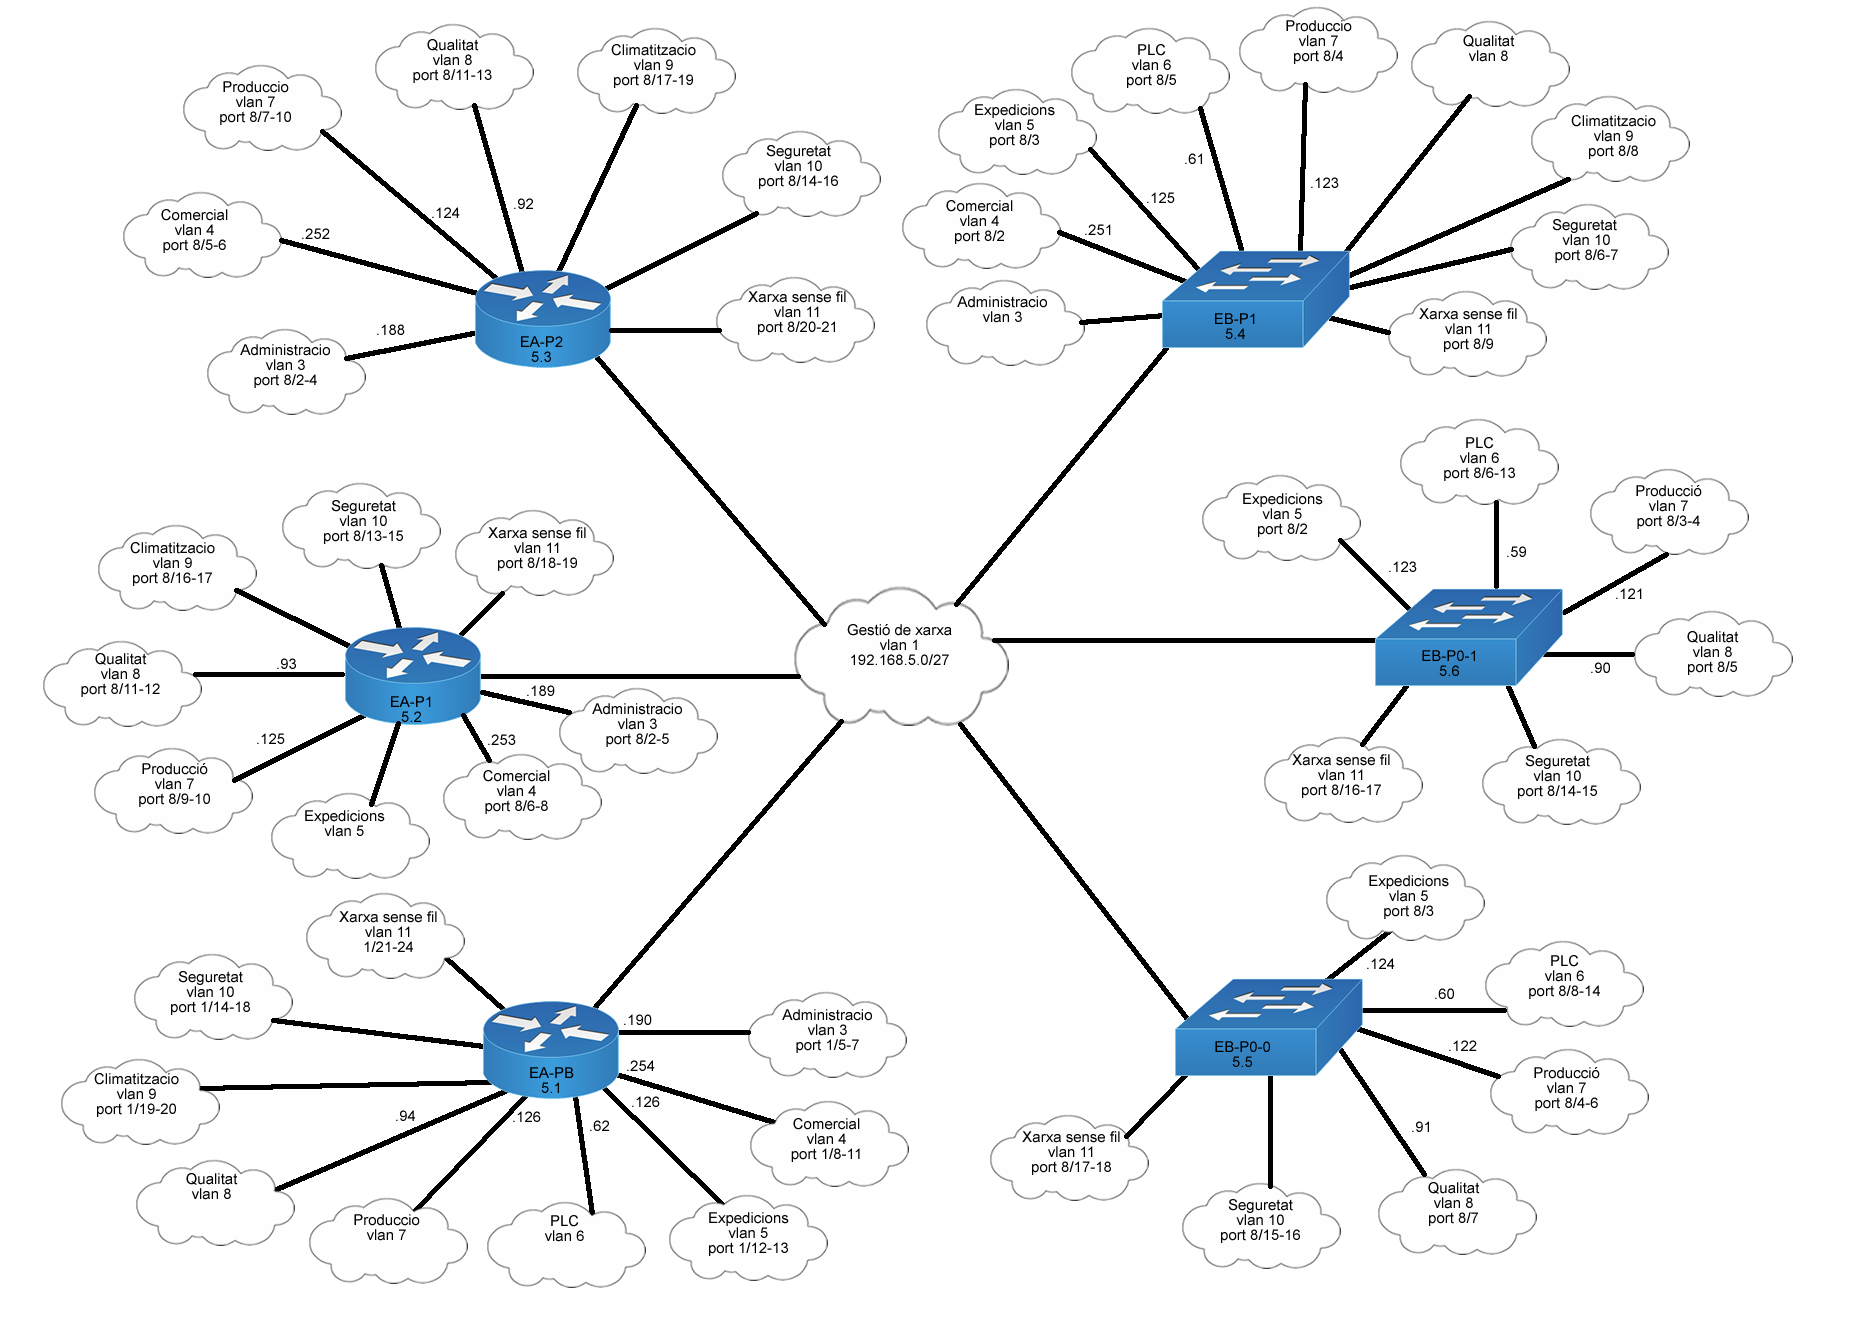 Qualitat
vlan 8
port 8/11-13
Climatitzacio
vlan 9
port 8/17-19
Produccio
vlan 7
port 8/7-10
Seguretat
vlan 10
port 8/14-16
Comercial
vlan 4
port 8/5-6
.124
.92
.252
Xarxa sense fil
vlan 11
port 8/20-21
.188
Administracio
vlan 3
port 8/2-4
EA-P2
5.3
Produccio
vlan 7
port 8/4
PLC
vlan 6
port 8/5
Qualitat
vlan 8
Expedicions
vlan 5
port 8/3
Climatització
vlan 9
port 8/8
.61
.123
.125
Comercial
vlan 4
port 8/2
.251
Seguretat
vlan 10
port 8/6-7
Administracio
vlan 3
EB-P1
5.4
Xarxa sense fil
vlan 11
port 8/9
Seguretat
vlan 10
port 8/13-15
Xarxa sense fil
vlan 11
port 8/18-19
Climatitzacio
vlan 9
port 8/16-17
Qualitat
vlan 8
port 8/11-12
.93
EA-P1
5.2
.189
Administracio
vlan 3
port 8/2-5
.125
.253
Producció
vlan 7
port 8/9-10
Comercial
vlan 4
port 8/6-8
Expedicions
vlan 5
Gestió de xarxa
vlan 1
192.168.5.0/27
PLC
vlan 6
port 8/6-13
Expedicions
vlan 5
port 8/2
Producció
vlan 7
port 8/3-4
.59
.123
.121
Qualitat
vlan 8
port 8/5
.90
EB-P0-1
5.6
Xarxa sense fil
vlan 11
port 8/16-17
Seguretat
vlan 10
port 8/14-15
Xarxa sense fil
vlan 11
1/21-24
Seguretat
vlan 10
port 1/14-18
.190
Administracio
vlan 3
port 1/5-7
EA-PB
5.1
.254
Climatització
vlan 9
port 1/19-20
.94
.126
.62
.126
Comercial
vlan 4
port 1/8-11
Qualitat
vlan 8
Produccio
vlan 7
PLC
vlan 6
Expedicions
vlan 5
port 1/12-13
Expedicions
vlan 5
port 8/3
.124
PLC
vlan 6
port 8/8-14
.60
EB-P0-0
5.5
.122
Producció
vlan 7
port 8/4-6
.91
Xarxa sense fil
vlan 11
port 8/17-18
Seguretat
vlan 10
port 8/15-16
Qualitat
vlan 8
port 8/7